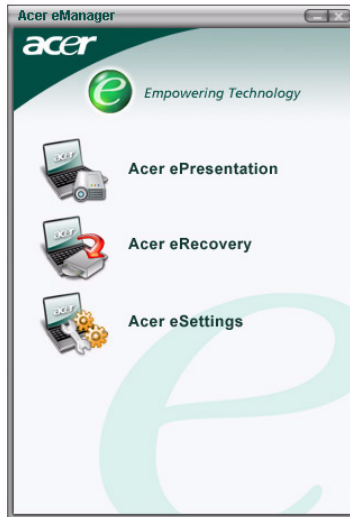 Acer eManager
acer
e Empowering Technology
Acer ePresentation
Acer eRecovery
Acer eSettings